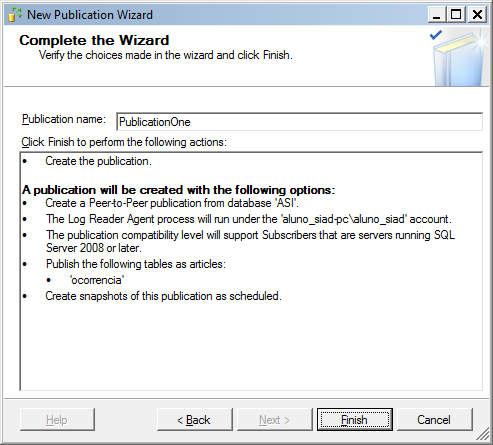 New Publication Wizard
Complete the Wizard
Verify the choices made in the wizard and click Finish.
Publication name: PublicationOne
Click Finish to perform the following actions:
• Create the publication.
A publication will be created with the following options:
• Create a Peer-to-Peer publication from database 'ASI'.
• The Log Reader Agent process will run under the 'aluno_siad-pc\aluno_siad' account.
• The publication compatibility level will support Subscribers that are servers running SQL
Server 2008 or later.
• Publish the following tables as articles:
• 'ocorrencia'
• Create snapshots of this publication as scheduled.
Help < Back Next > Finish Cancel